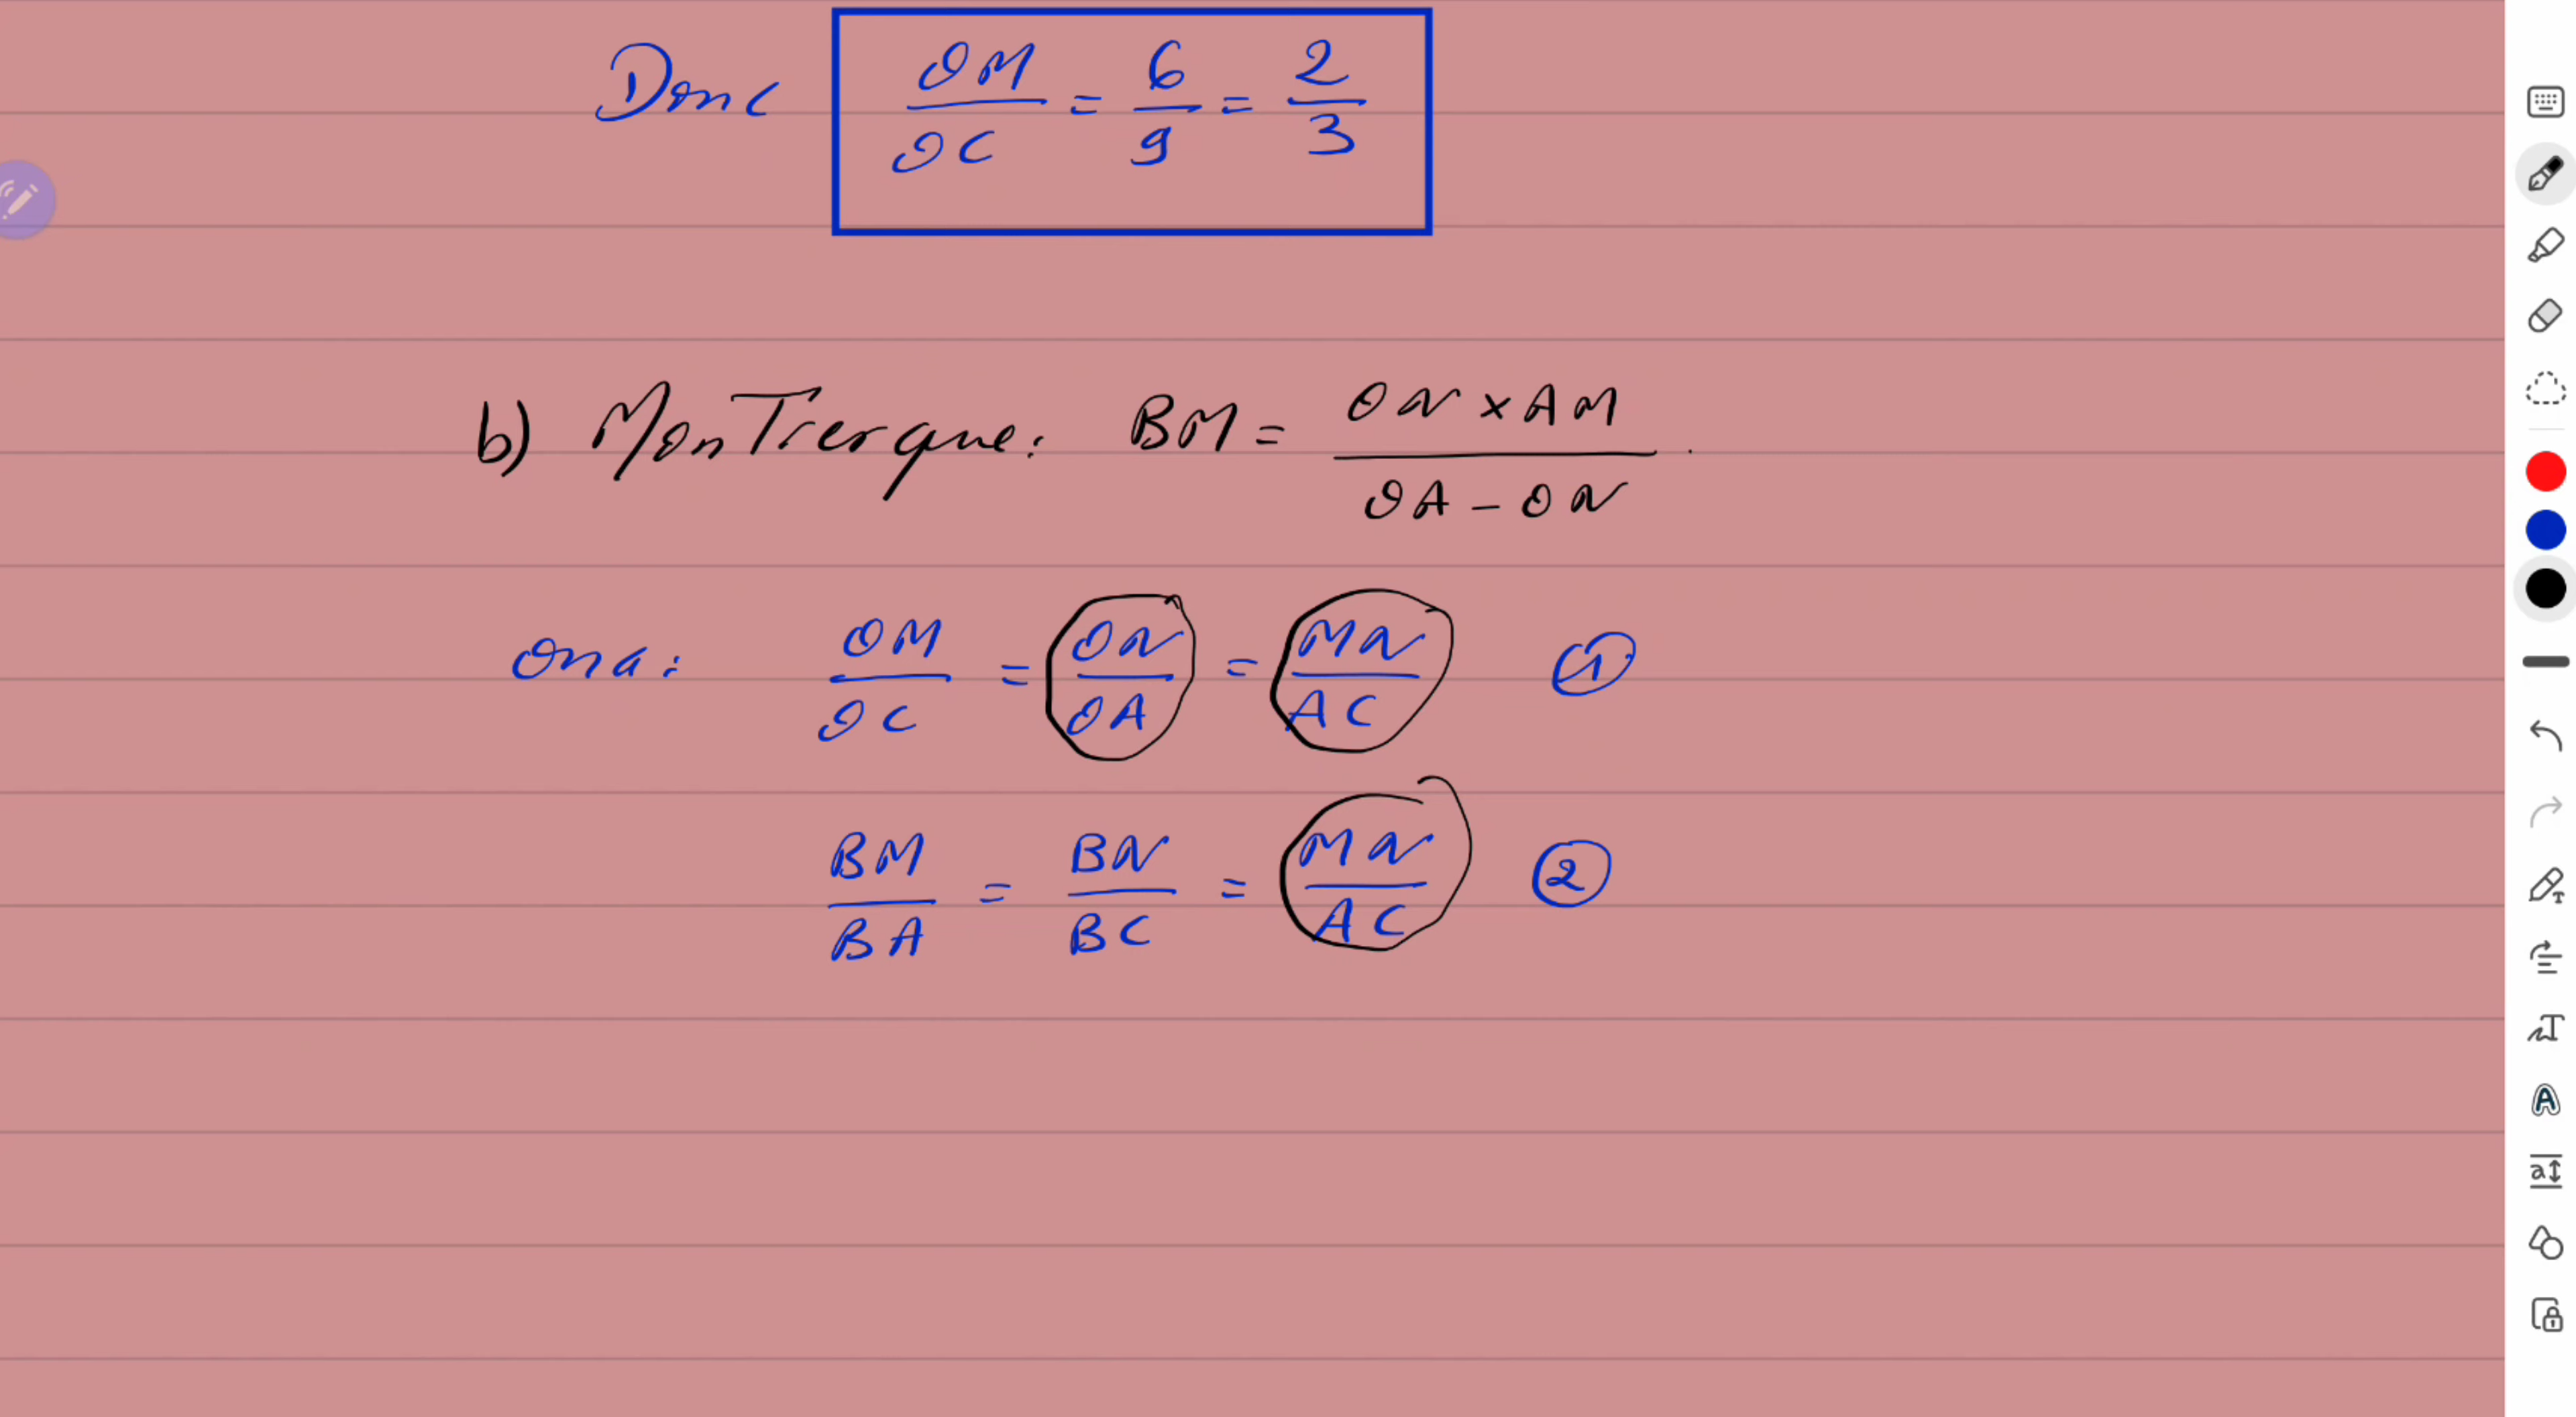 Donc OM/OC = 6/9 = 2/3
b) Montrer que: BM = ON × AM / OA - ON .
On a: OM/OC = ON/OA = MN/AC ①
BM/BA = BN/BC = MN/AC ②